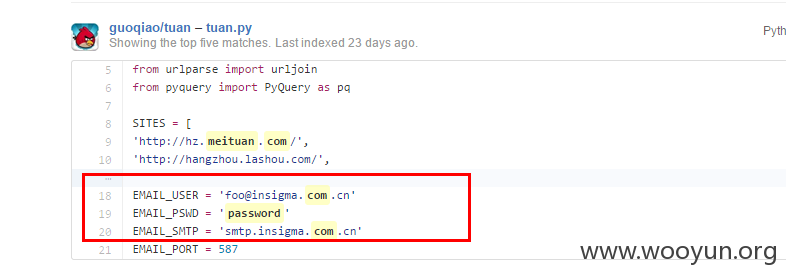 guoqiao/tuan – tuan.py
Showing the top five matches. Last indexed 23 days ago.
Pyth
5 from urlparse import urljoin
6 from pyquery import PyQuery as pq
7
8 SITES = [
9 'http://hz.meituan.com/',
10 'http://hangzhou.lashou.com/',
...
18 EMAIL_USER = 'foo@insigma.com.cn'
19 EMAIL_PSWD = 'password'
20 EMAIL_SMTP = 'smtp.insigma.com.cn'
21 EMAIL_PORT = 587
www.wooyun.org